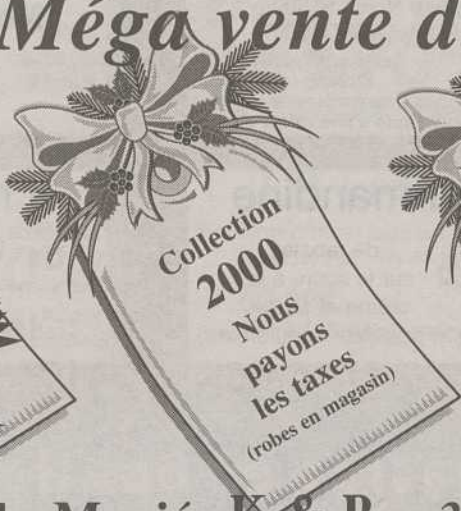 Méga vente d
Collection
2000
Nous
payons
les taxes
(robes en magasin)
K & R